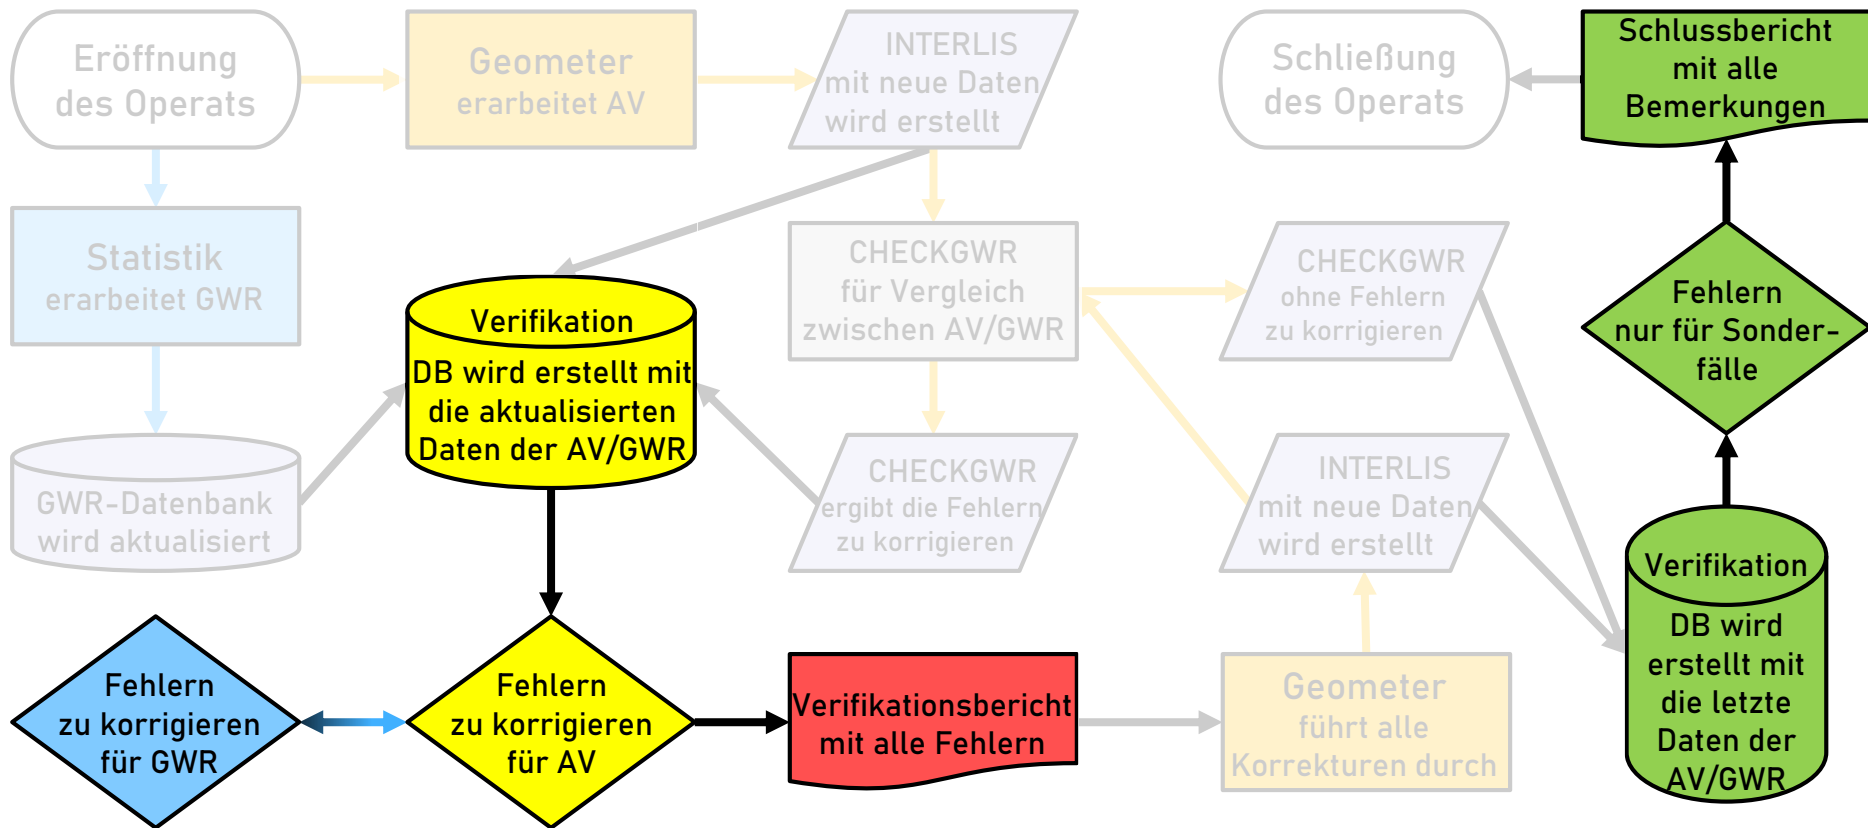 Eröffnung
des Operats
Geometer
erarbeitet AV
INTERLIS
mit neue Daten
wird erstellt
Schließung
des Operats
Schlussbericht
mit alle
Bemerkungen
Statistik
erarbeitet GWR
CHECKGWR
für Vergleich
zwischen AV/GWR
CHECKGWR
ohne Fehlern
zu korrigieren
Fehlern
nur für Sonder-
fälle
Verifikation
DB wird erstellt mit
die aktualisierten
Daten der AV/GWR
GWR-Datenbank
wird aktualisiert
CHECKGWR
ergibt die Fehlern
zu korrigieren
INTERLIS
mit neue Daten
wird erstellt
Verifikation
DB wird
erstellt mit
die letzte
Daten der
AV/GWR
Fehlern
zu korrigieren
für GWR
Fehlern
zu korrigieren
für AV
Verifikationsbericht
mit alle Fehlern
Geometer
führt alle
Korrekturen durch